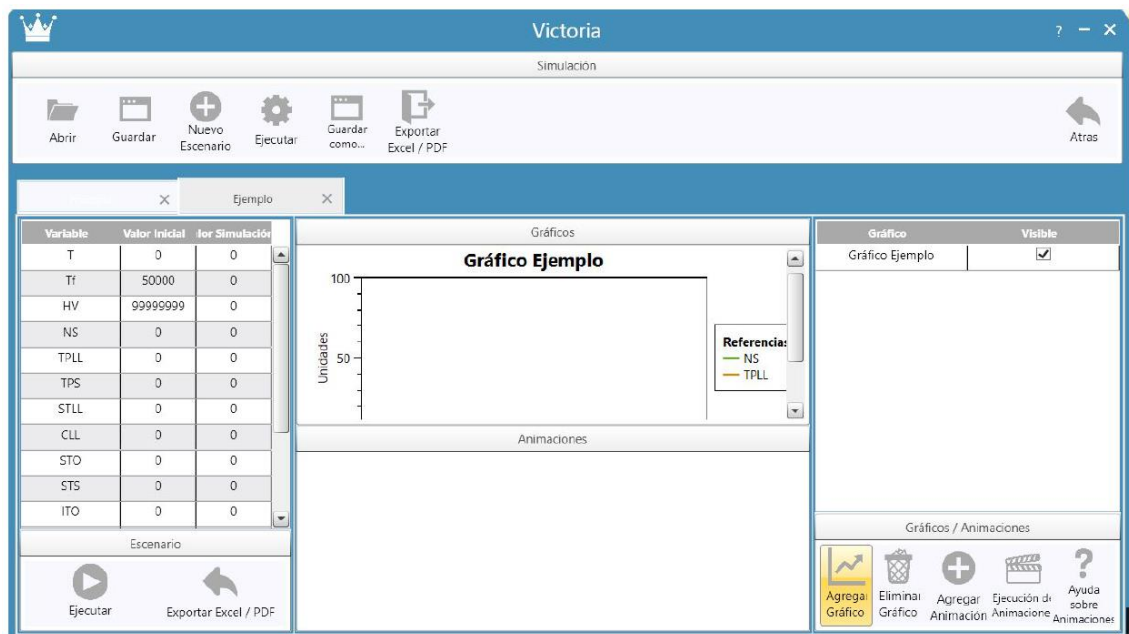 Victoria
? − ×
Simulación
Abrir
Guardar
Nuevo
Escenario
Ejecutar
Guardar
como...
Exportar
Excel / PDF
Atras
Ejemplo
Variable Valor Inicial lor Simulación
T 0 0
Tf 50000 0
HV 99999999 0
NS 0 0
TPLL 0 0
TPS 0 0
STLL 0 0
CLL 0 0
STO 0 0
STS 0 0
ITO 0 0
Escenario
Ejecutar
Exportar Excel / PDF
Gráficos
Gráfico Ejemplo
100
50
Unidades
Referencias
NS
TPLL
Animaciones
Gráfico Visible
Gráfico Ejemplo
Gráficos / Animaciones
Agregar
Gráfico
Eliminar
Gráfico
Agregar
Animación
Ejecución de
Animacione
?
Ayuda
sobre
Animaciones